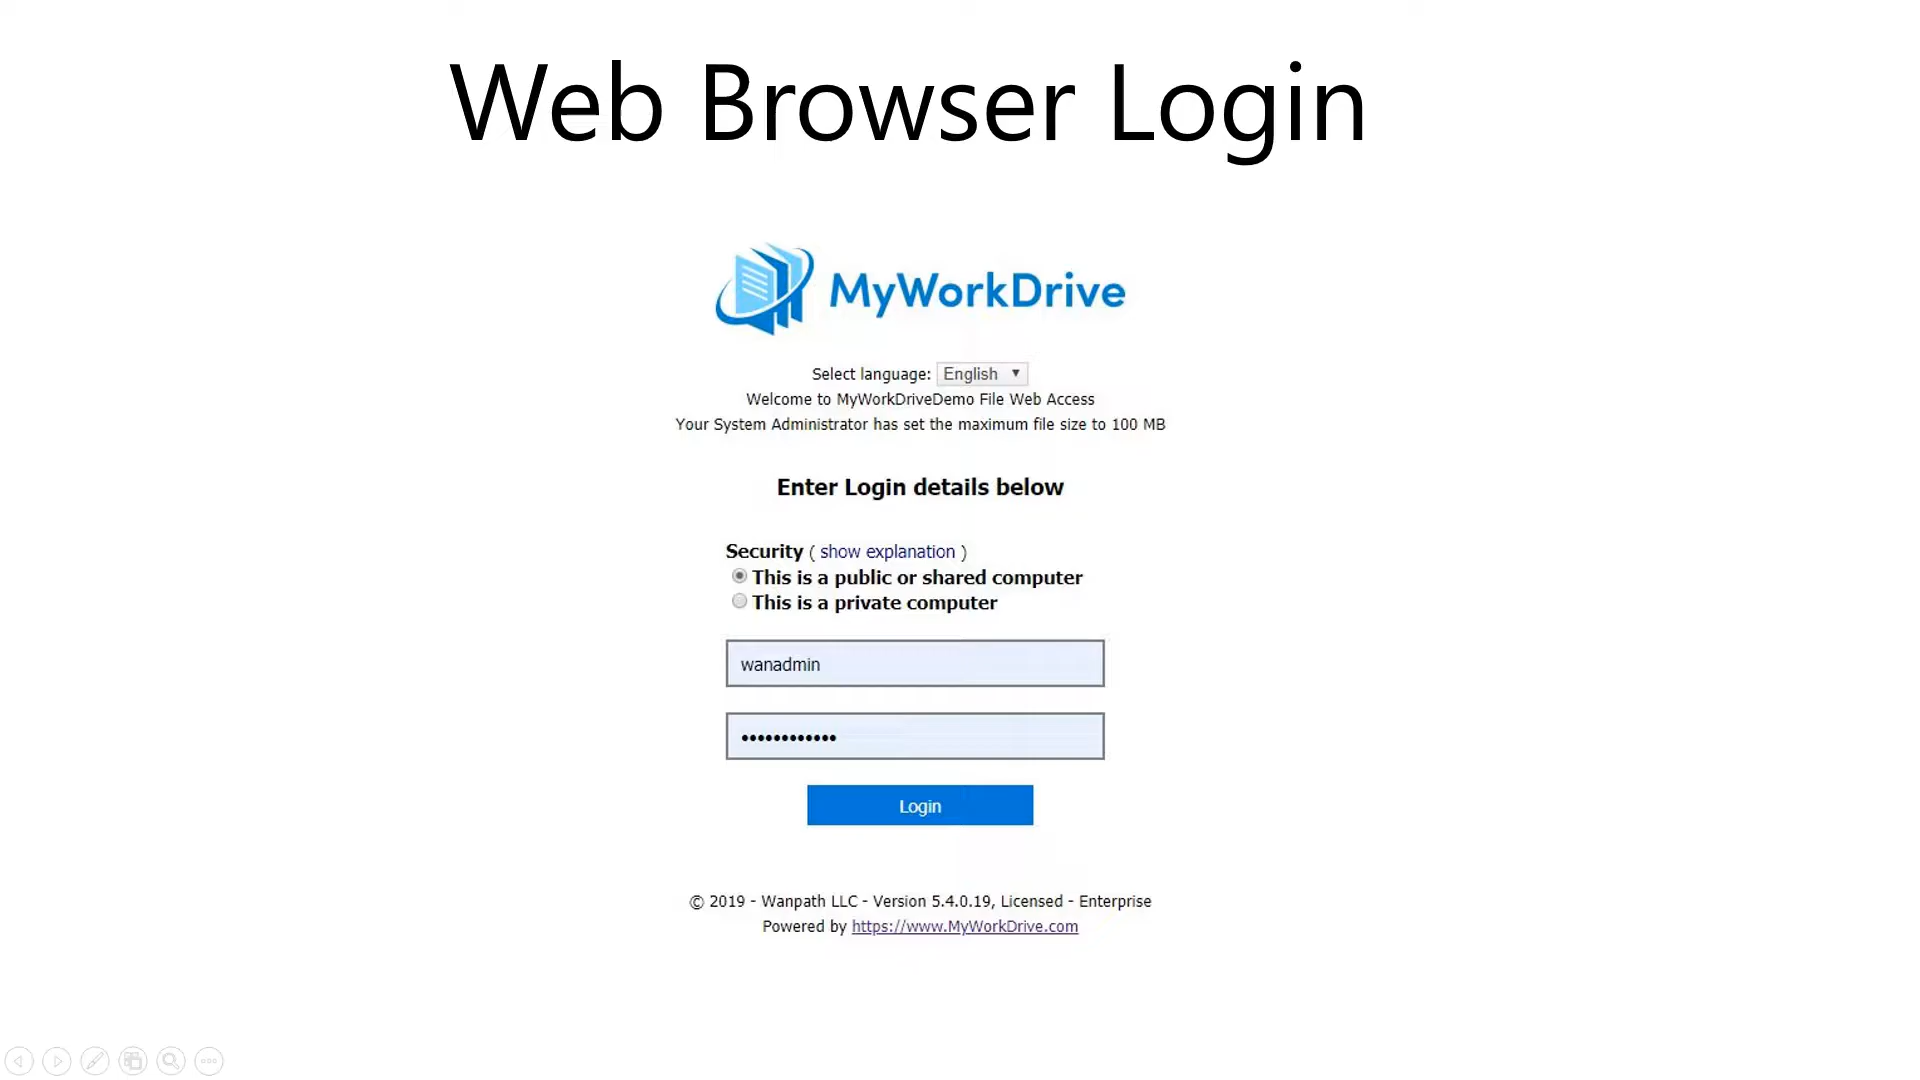 Web Browser Login
MyWorkDrive
Select language: English
Welcome to MyWorkDriveDemo File Web Access
Your System Administrator has set the maximum file size to 100 MB
Enter Login details below
Security ( show explanation )
This is a public or shared computer
This is a private computer
wanadmin
••••••••••••
Login
© 2019 - Wanpath LLC - Version 5.4.0.19, Licensed - Enterprise
Powered by https://www.MyWorkDrive.com